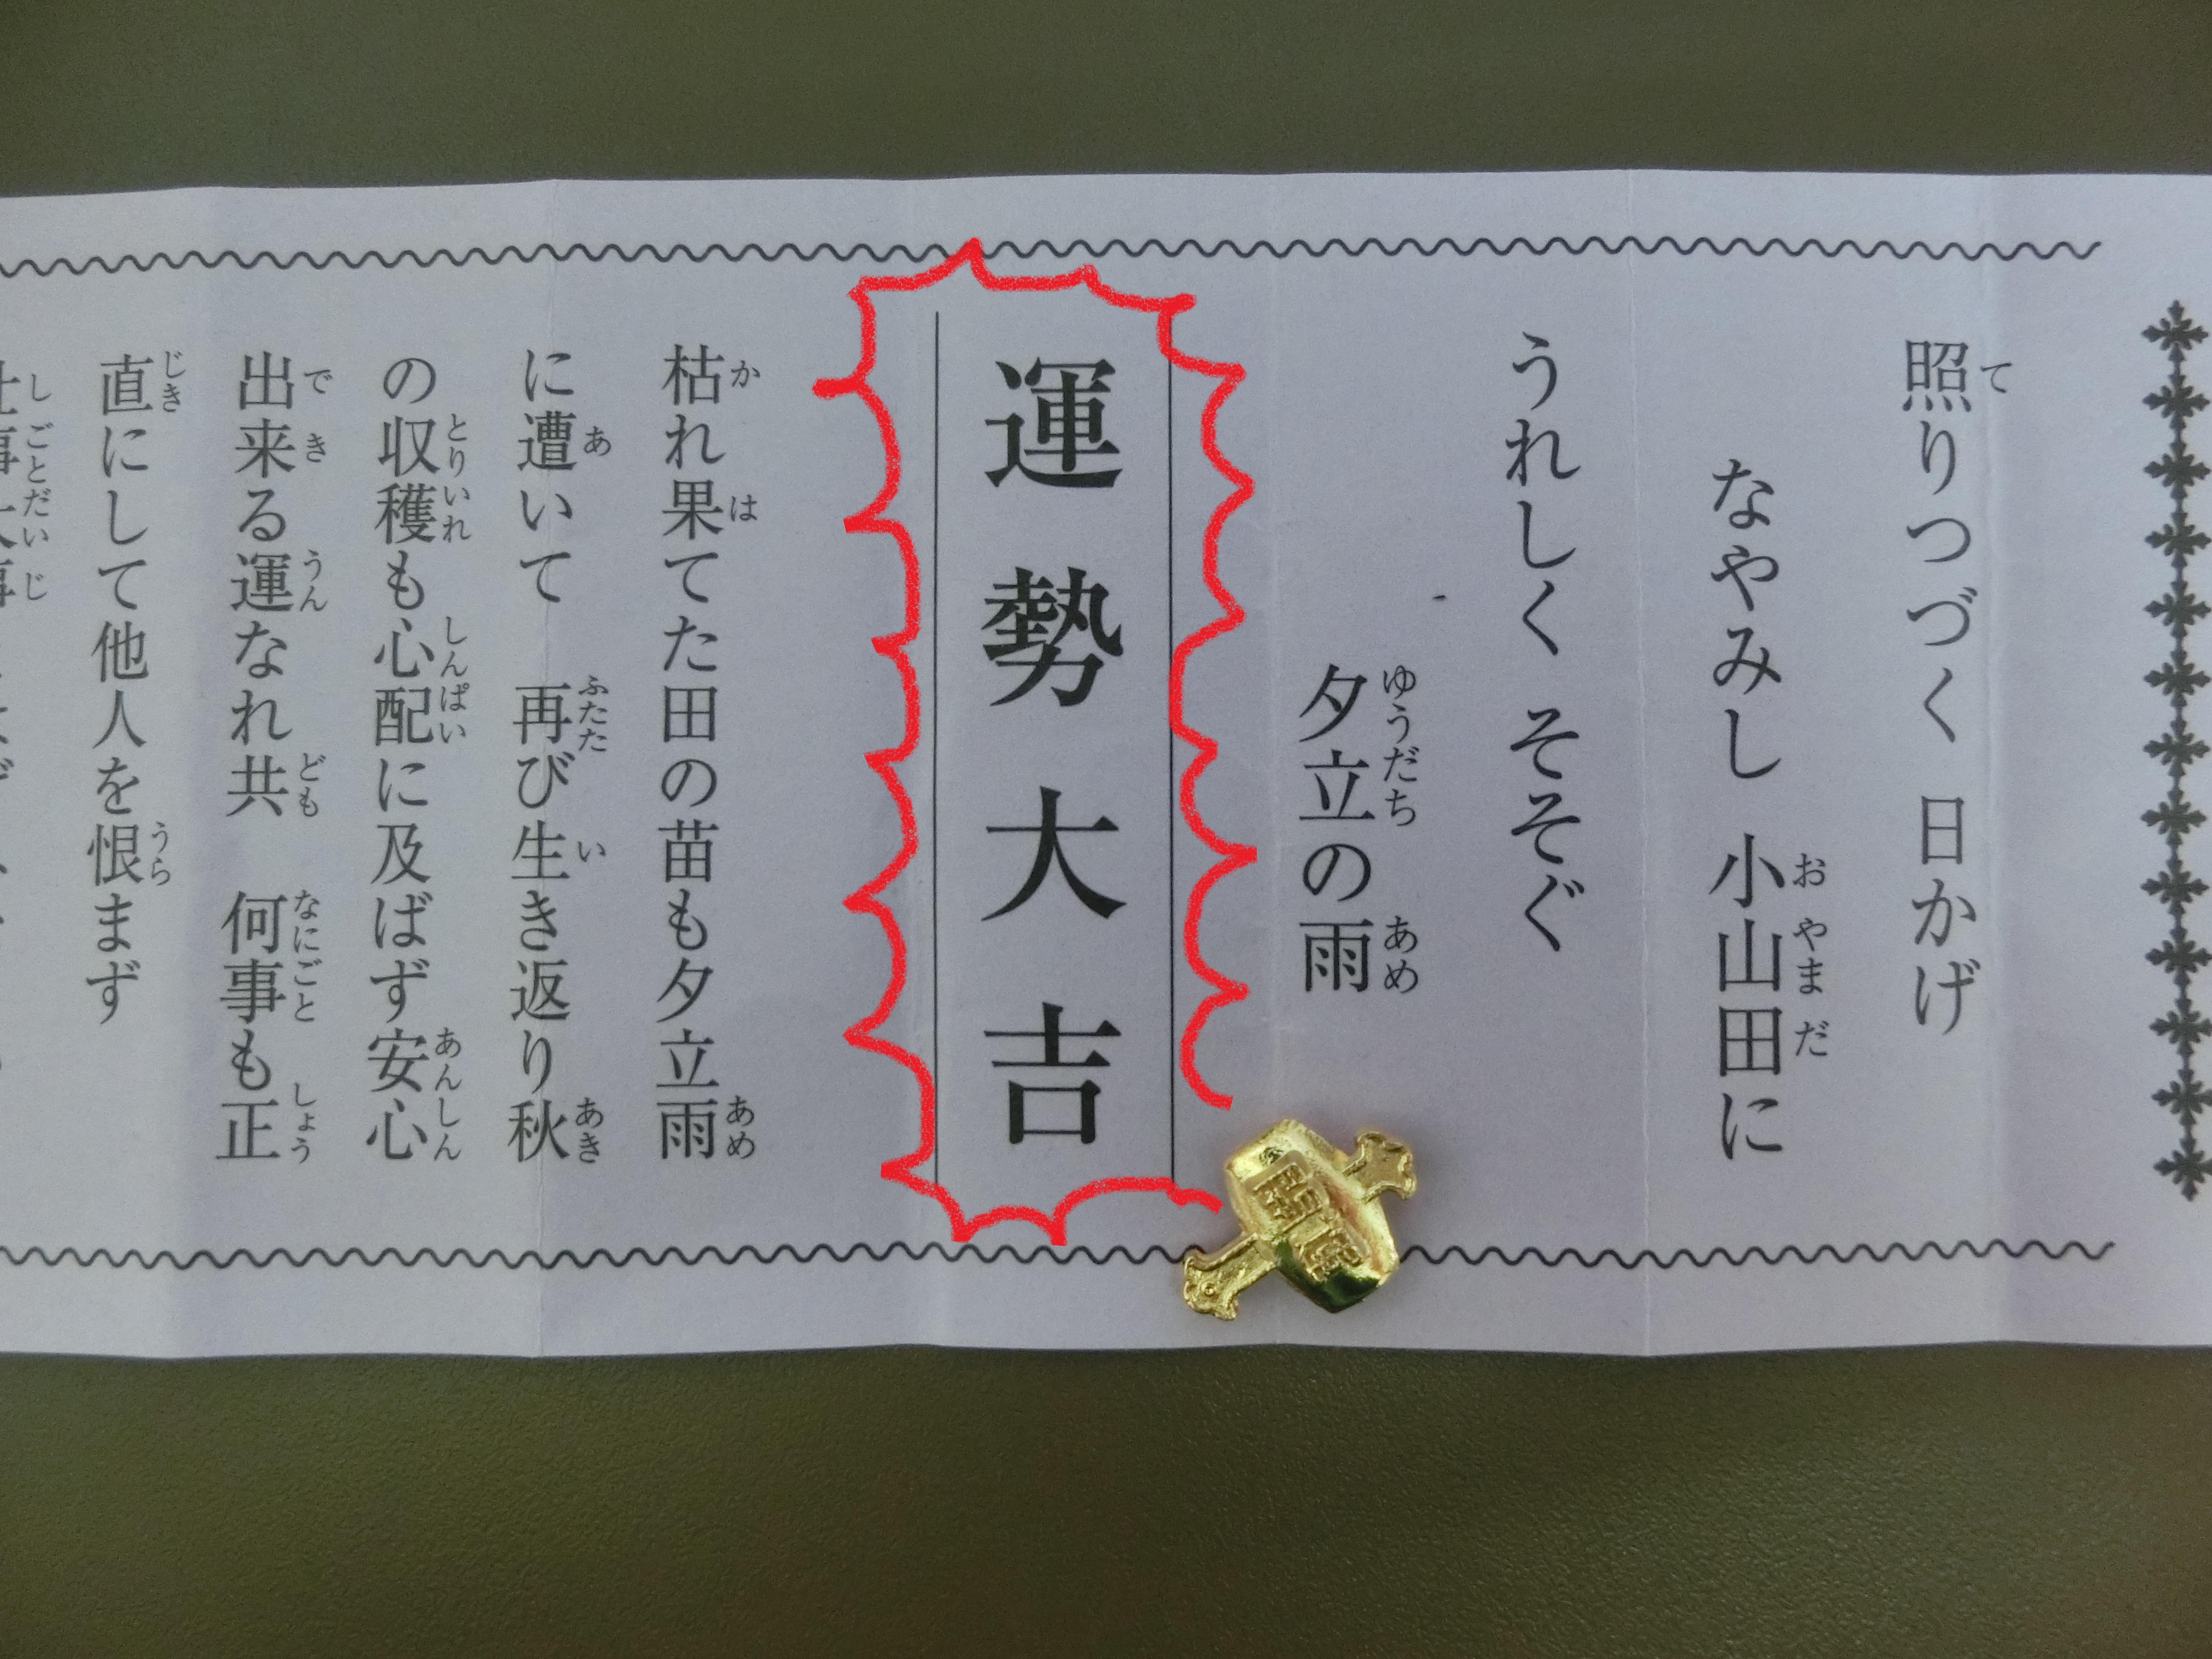 照りつづく 日かげ
なやみし 小山田に
うれしく そそぐ
夕立の雨
運勢大吉
枯れ果てた田の苗も夕立雨
に遭いて 再び生き返り秋
の収穫も心配に及ばず安心
出来る運なれ共 何事も正
直にして他人を恨まず